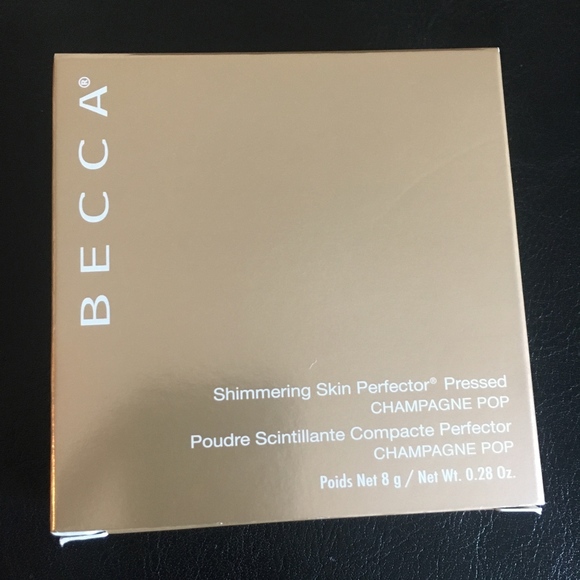 BECCA®
Shimmering Skin Perfector® Pressed
CHAMPAGNE POP
Poudre Scintillante Compacte Perfector
CHAMPAGNE POP
Poids Net 8 g / Net Wt. 0.28 Oz.